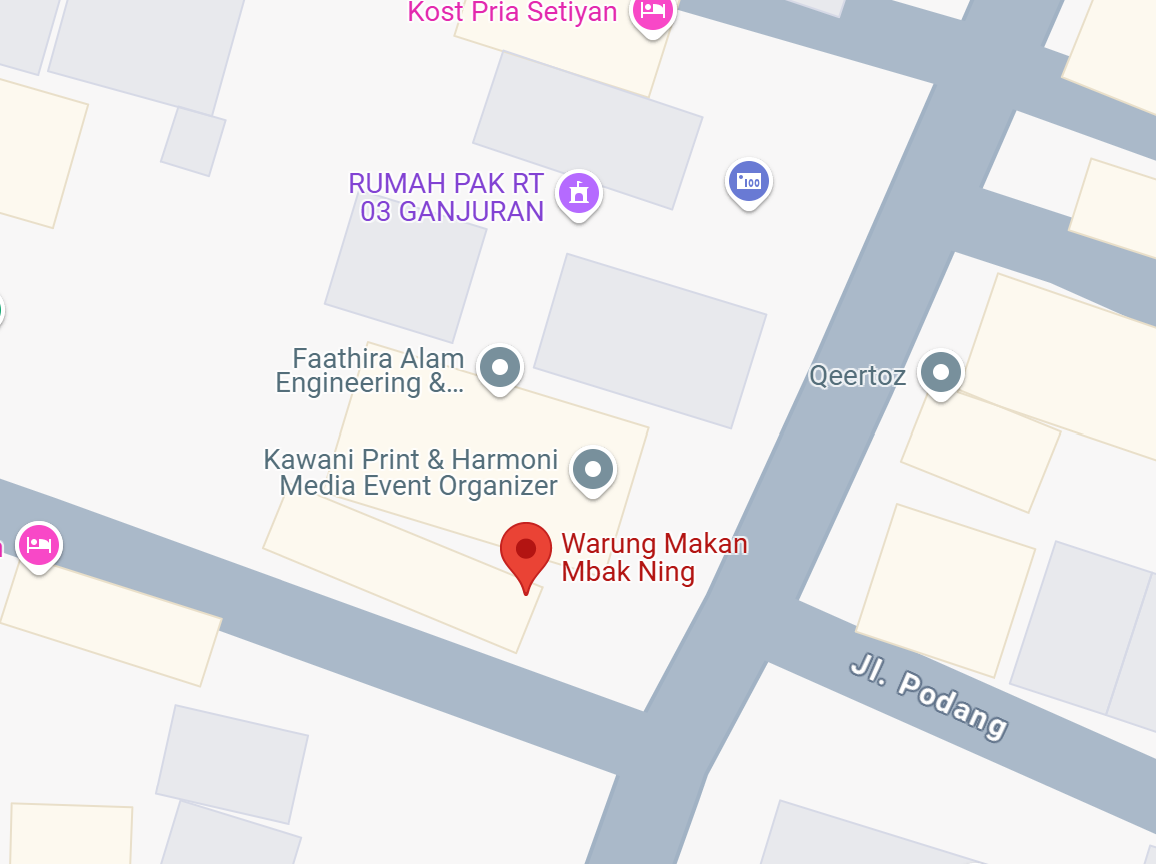 Kost Pria Setiyan
RUMAH PAK RT
03 GANJURAN
100
Faathira Alam
Engineering &...
Qeertoz
Kawani Print & Harmoni
Media Event Organizer
Warung Makan
Mbak Ning
Jl. Podang